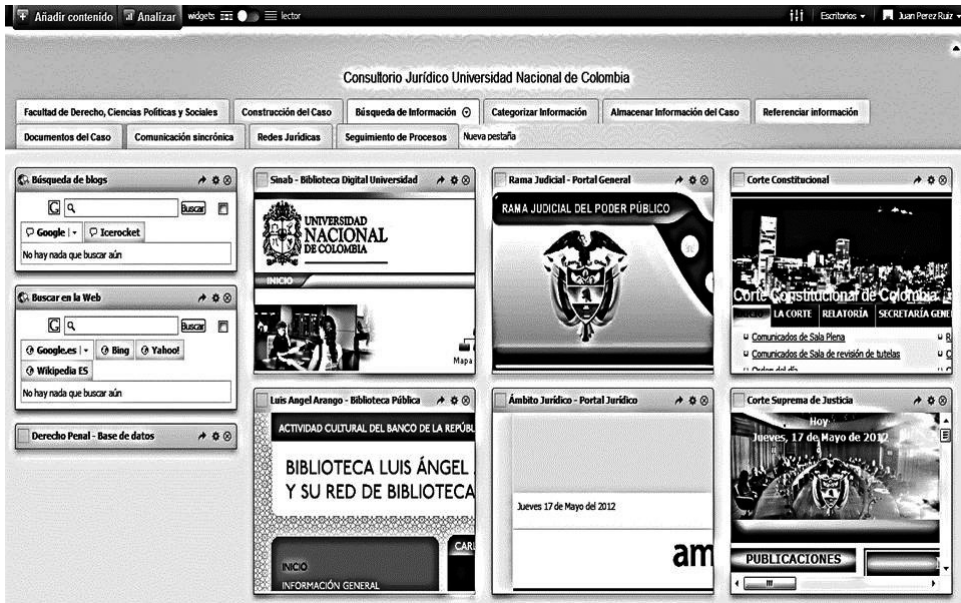 Añadir contenido Analizar widgets lector Escritorios Juan Perez Ruiz
Consultorio Jurídico Universidad Nacional de Colombia
Facultad de Derecho, Ciencias Políticas y Sociales Construcción del Caso Búsqueda de Información Categorizar Información Almacenar Información del Caso Referenciar información
Documentos del Caso Comunicación sincrónica Redes Juridicas Seguimiento de Procesos Nueva pestaña
Búsqueda de blogs
G Buscar
Google Icerocket
No hay nada que buscar aún
Buscar en la Web
G Buscar
Google.es Bing Yahoo!
Wikipedia ES
No hay nada que buscar aún
Derecho Penal - Base de datos
Sinab - Biblioteca Digital Universidad
UNIVERSIDAD
NACIONAL
DE COLOMBIA
INICIO
Mapa
Luis Angel Arango - Biblioteca Pública
ACTIVIDAD CULTURAL DEL BANCO DE LA REPÚBL
BIBLIOTECA LUIS ÁNGEL
Y SU RED DE BIBLIOTECA
CARL
INICIO
INFORMACIÓN GENERAL
Rama Judicial - Portal General
RAMA JUDICIAL DEL PODER PÚBLICO
Ámbito Jurídico - Portal Jurídico
Jueves 17 de Mayo del 2012
am
Corte Constitucional
Corte Constitucional de Colombia
INICIO LA CORTE RELATORÍA SECRETARÍA GENE
Comunicados de Sala Plena
Comunicados de Sala de revisión de tutelas
Orden del día
Corte Suprema de Justicia
Hoy
Jueves, 17 de Mayo de 2012
PUBLICACIONES